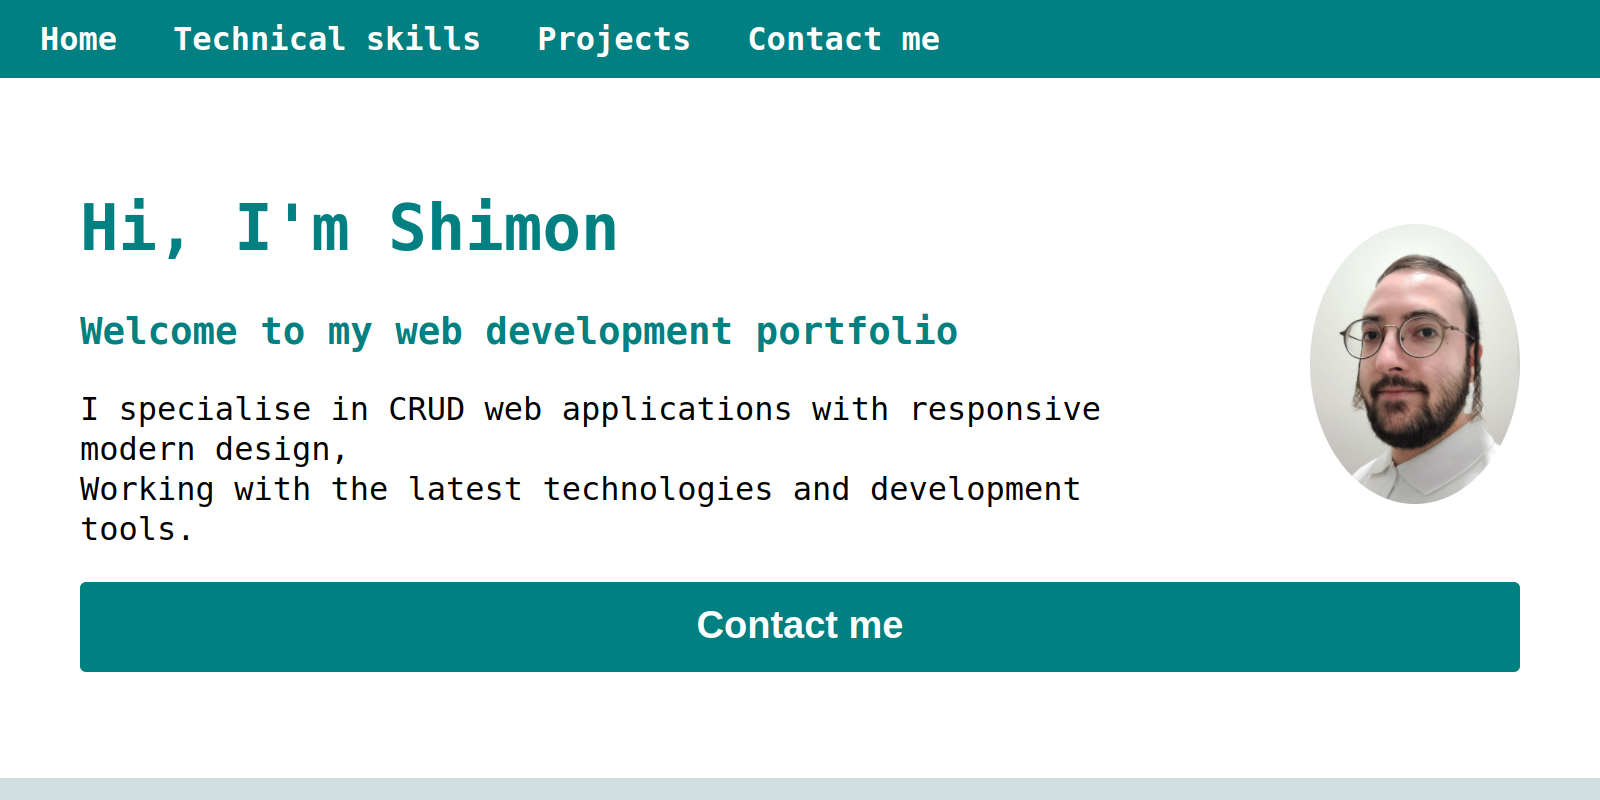 Home Technical skills Projects Contact me
Hi, I'm Shimon
Welcome to my web development portfolio
I specialise in CRUD web applications with responsive
modern design,
Working with the latest technologies and development
tools.
Contact me